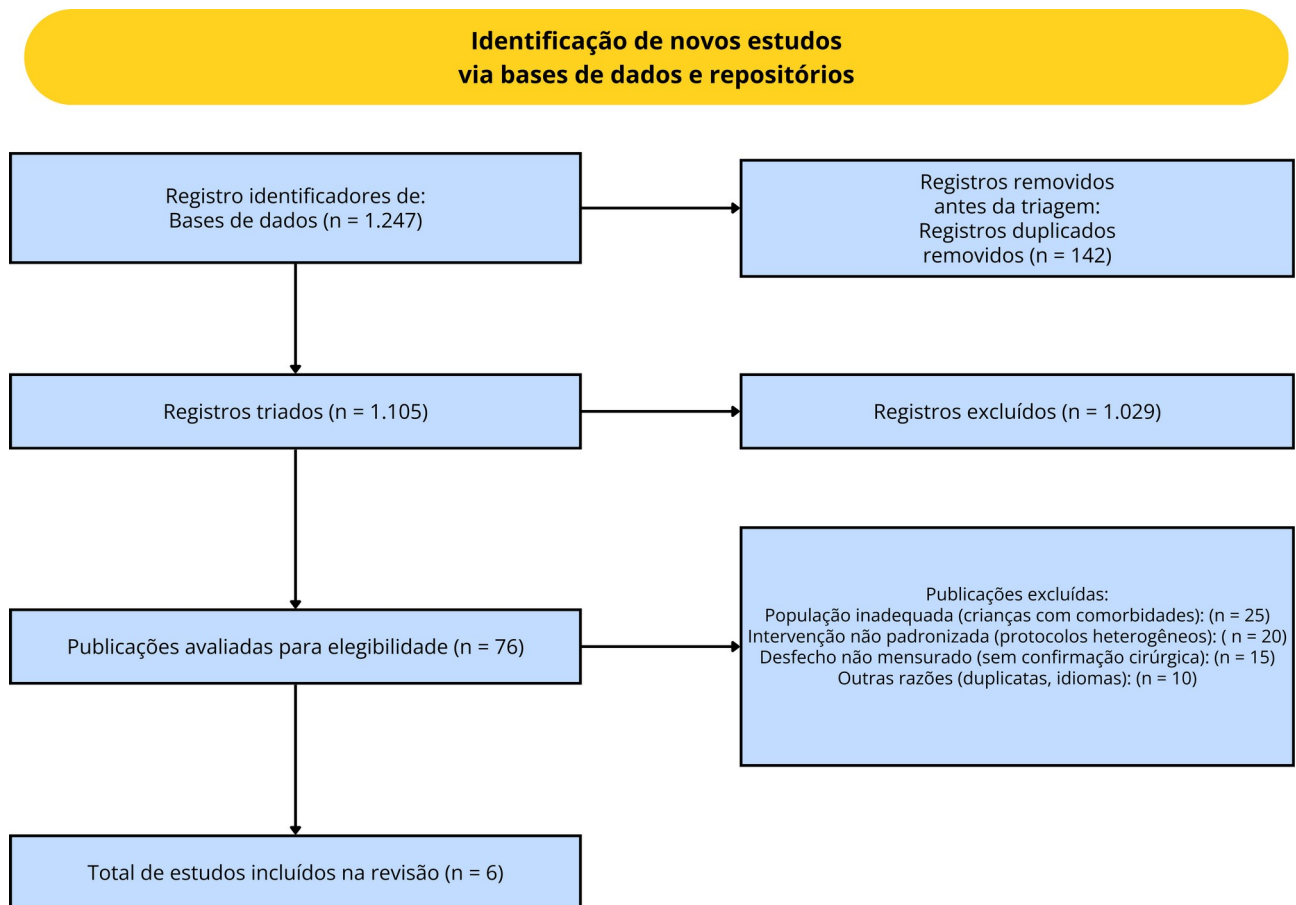 Identificação de novos estudos
via bases de dados e repositórios
Registro identificadores de:
Bases de dados (n = 1.247)
Registros removidos
antes da triagem:
Registros duplicados
removidos (n = 142)
Registros triados (n = 1.105)
Registros excluídos (n = 1.029)
Publicações avaliadas para elegibilidade (n = 76)
Publicações excluídas:
População inadequada (crianças com comorbidades): (n = 25)
Intervenção não padronizada (protocolos heterogêneos): ( n = 20)
Desfecho não mensurado (sem confirmação cirúrgica): (n = 15)
Outras razões (duplicatas, idiomas): (n = 10)
Total de estudos incluídos na revisão (n = 6)